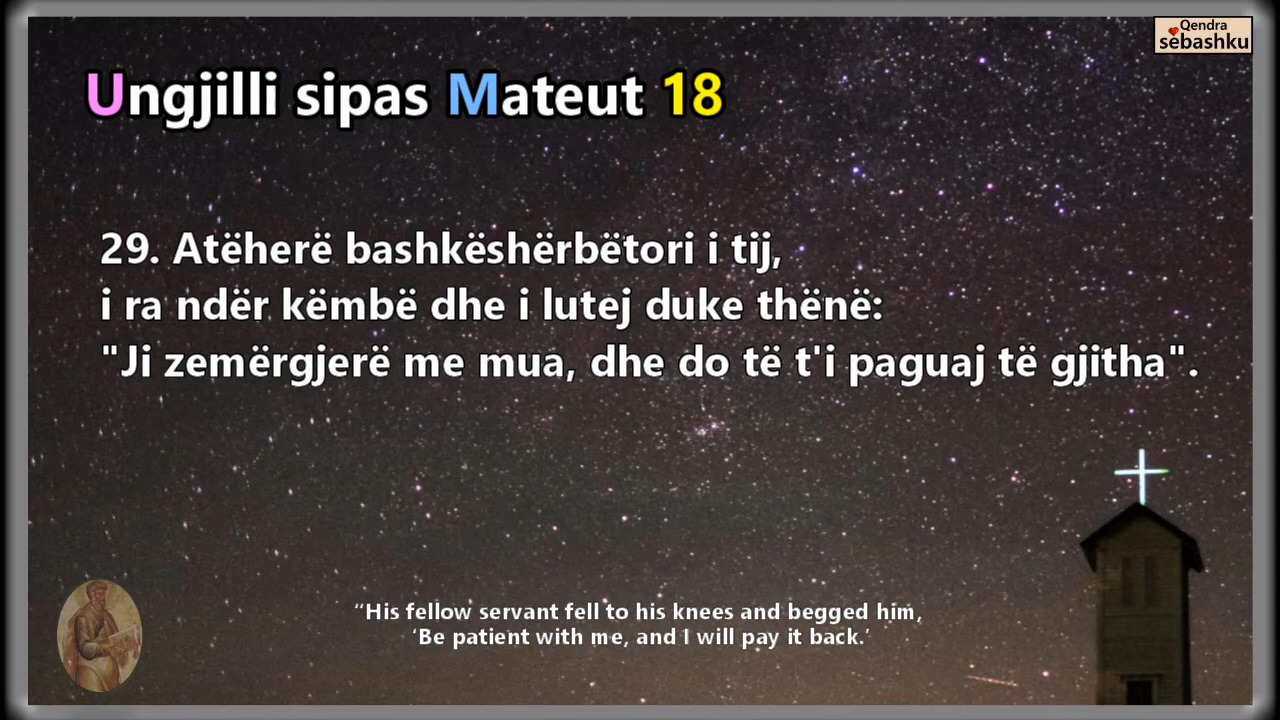 Qendra
sebashku
Ungjilli sipas Mateut 18
29. Atëherë bashkëshërbëtori i tij,
i ra ndër këmbë dhe i lutej duke thënë:
"Ji zemërgjerë me mua, dhe do të t'i paguaj të gjitha".
“His fellow servant fell to his knees and begged him,
‘Be patient with me, and I will pay it back.’